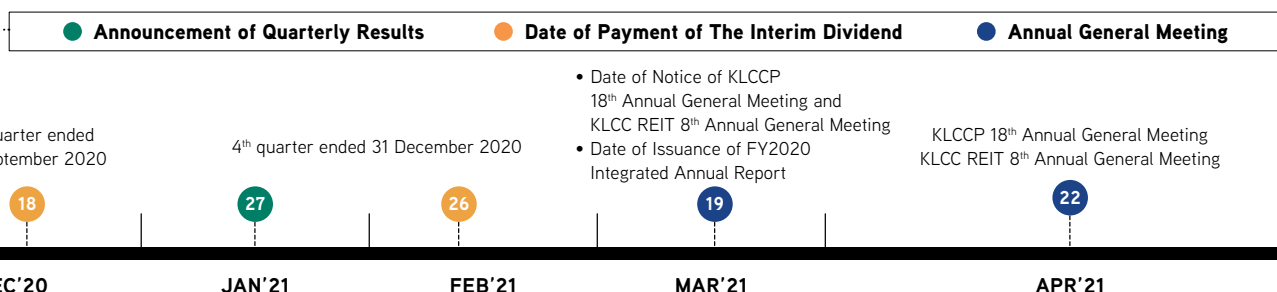 Announcement of Quarterly Results
Date of Payment of The Interim Dividend
Annual General Meeting
ended
2020
4th quarter ended 31 December 2020
• Date of Notice of KLCCP
18th Annual General Meeting and
KLCC REIT 8th Annual General Meeting
• Date of Issuance of FY2020
Integrated Annual Report
KLCCP 18th Annual General Meeting
KLCC REIT 8th Annual General Meeting
18
27
26
19
22
JAN'21
FEB'21
MAR'21
APR'21